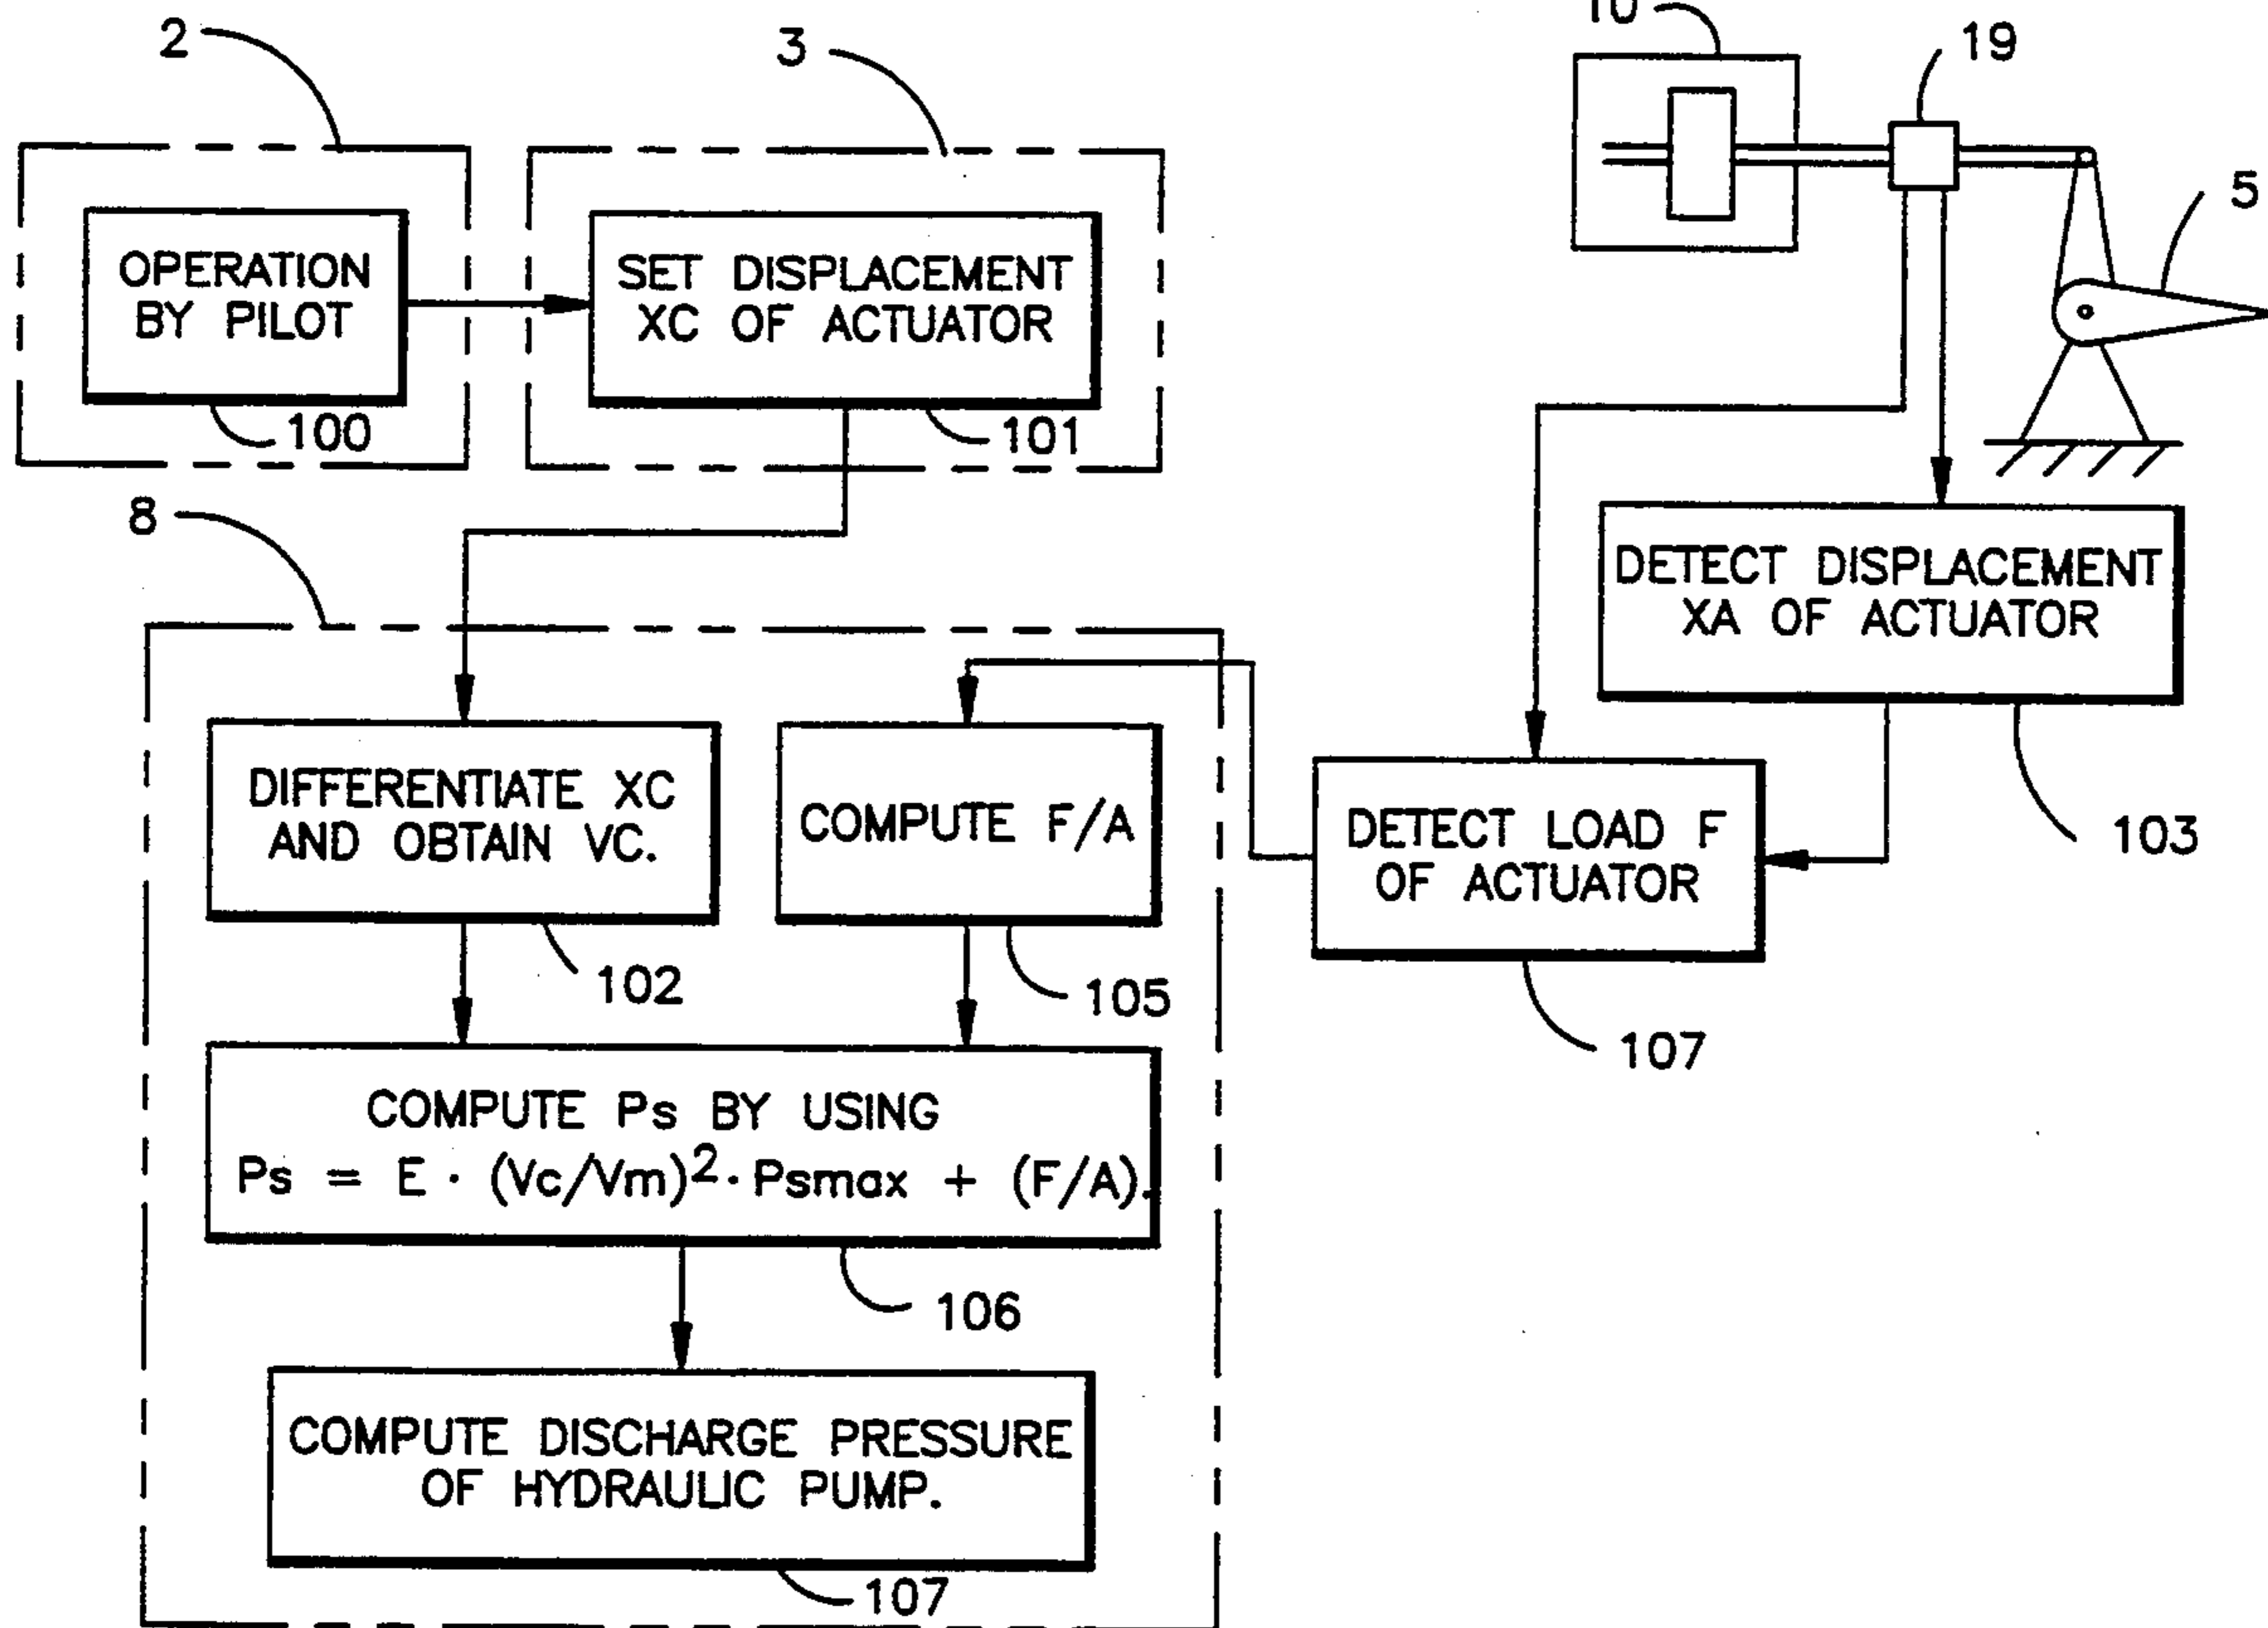 2
3
10
19
5
OPERATION
BY PILOT
100
SET DISPLACEMENT
XC OF ACTUATOR
101
8
DETECT DISPLACEMENT
XA OF ACTUATOR
103
DIFFERENTIATE XC
AND OBTAIN VC.
102
COMPUTE F/A
105
DETECT LOAD F
OF ACTUATOR
107
COMPUTE Ps BY USING
Ps = E · (Vc/Vm)²· Psmax + (F/A).
106
COMPUTE DISCHARGE PRESSURE
OF HYDRAULIC PUMP.
107